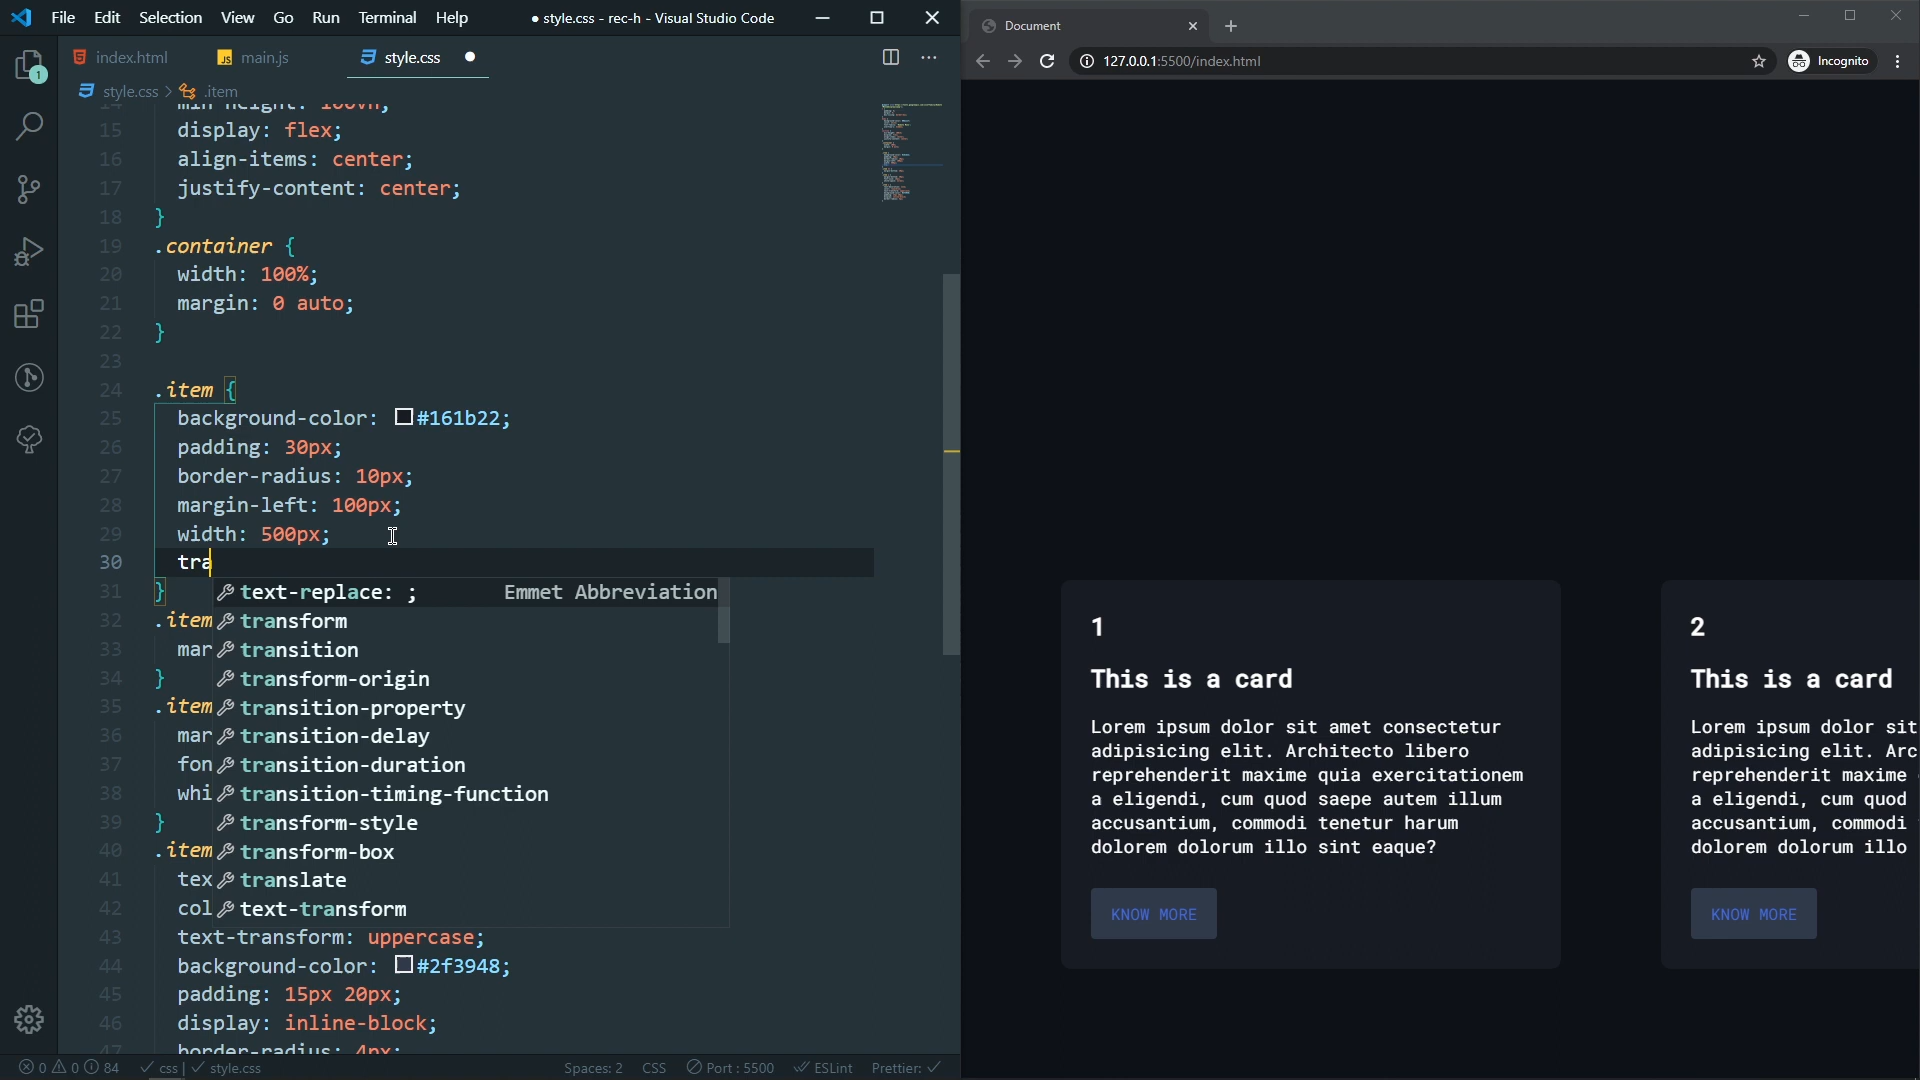 File Edit Selection View Go Run Terminal Help
● style.css - rec-h - Visual Studio Code
index.html
JS main.js
style.css ●
style.css > .item
1
15 display: flex;
16 align-items: center;
17 justify-content: center;
18 }
19 .container {
20 width: 100%;
21 margin: 0 auto;
22 }
23
24 .item {
25 background-color: #161b22;
26 padding: 30px;
27 border-radius: 10px;
28 margin-left: 100px;
29 width: 500px;
30 tra
31 } text-replace: ; Emmet Abbreviation
32 .item transform
33 mar transition
34 } transform-origin
35 .item transition-property
36 mar transition-delay
37 fon transition-duration
38 whi transition-timing-function
39 } transform-style
40 .item transform-box
41 tex translate
42 col text-transform
43 text-transform: uppercase;
44 background-color: #2f3948;
45 padding: 15px 20px;
46 display: inline-block;
47 border-radius: 4px;
0 0 84 css | style.css Spaces: 2 CSS Port : 5500 ESLint Prettier:
Document
127.0.0.1:5500/index.html
Incognito
1
This is a card
Lorem ipsum dolor sit amet consectetur
adipisicing elit. Architecto libero
reprehenderit maxime quia exercitationem
a eligendi, cum quod saepe autem illum
accusantium, commodi tenetur harum
dolorem dolorum illo sint eaque?
KNOW MORE
2
This is a card
Lorem ipsum dolor sit
adipisicing elit. Arc
reprehenderit maxime
a eligendi, cum quod
accusantium, commodi
dolorem dolorum illo
KNOW MORE